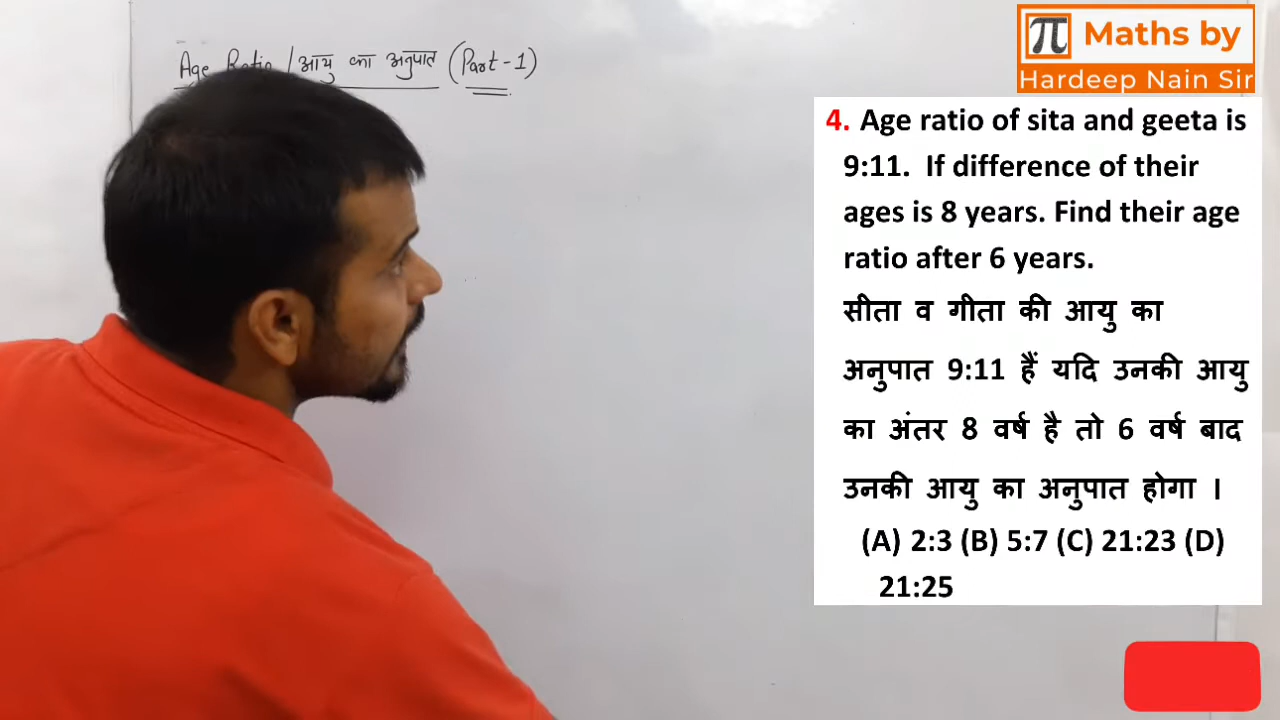 Age Ratio / आयु का अनुपात (Part-1)
π Maths by
Hardeep Nain Sir
4. Age ratio of sita and geeta is
9:11. If difference of their
ages is 8 years. Find their age
ratio after 6 years.
सीता व गीता की आयु का
अनुपात 9:11 हैं यदि उनकी आयु
का अंतर 8 वर्ष है तो 6 वर्ष बाद
उनकी आयु का अनुपात होगा ।
(A) 2:3 (B) 5:7 (C) 21:23 (D)
21:25